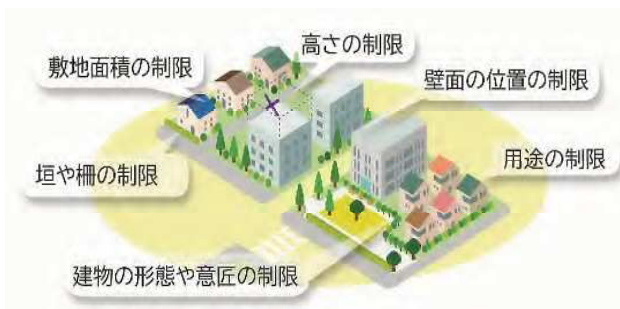 高さの制限
敷地面積の制限
壁面の位置の制限
用途の制限
垣や柵の制限
建物の形態や意匠の制限